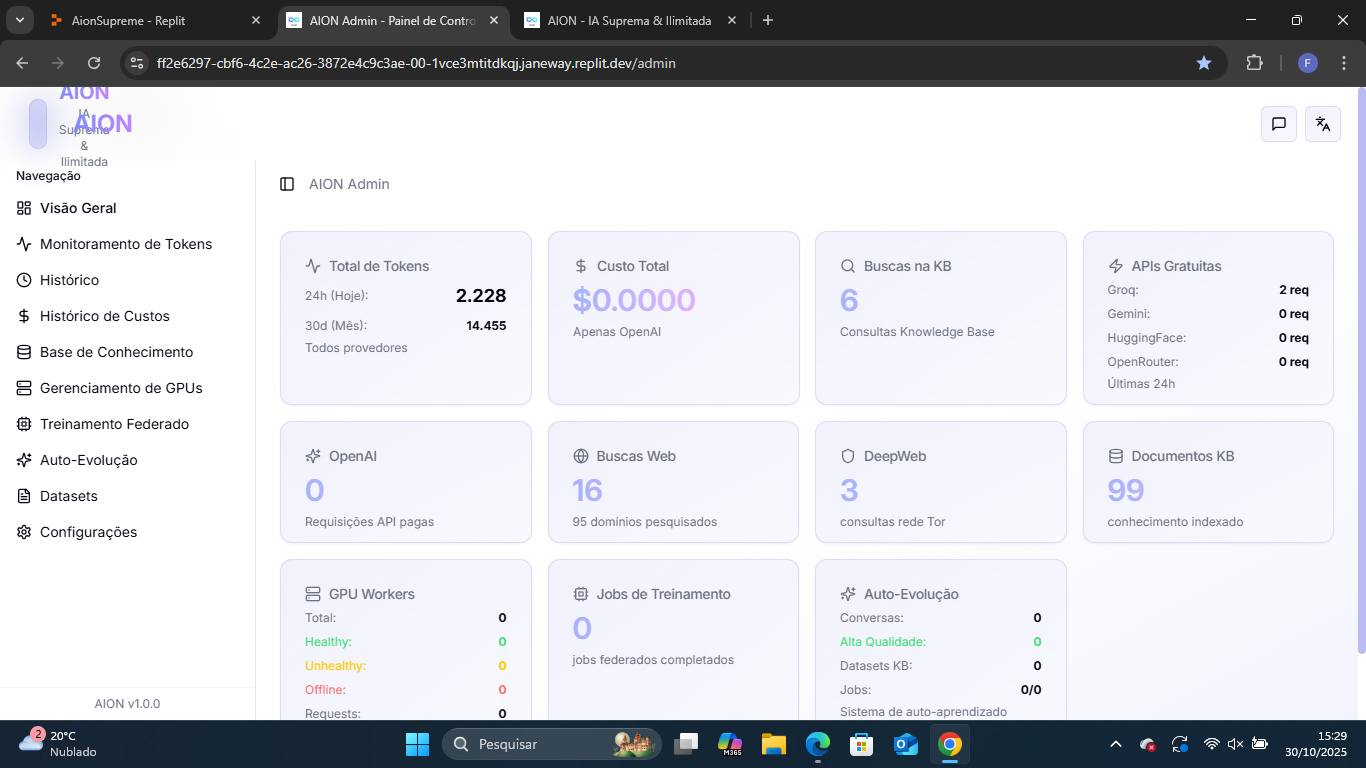 AionSupreme - Replit
AION Admin - Painel de Contro
AION - IA Suprema & Ilimitada
ff2e6297-cbf6-4c2e-ac26-3872e4c9c3ae-00-1vce3mtitdkqj.janeway.replit.dev/admin
F
AION
AION
IA
Suprema
&
Ilimitada
Navegação
Visão Geral
Monitoramento de Tokens
Histórico
Histórico de Custos
Base de Conhecimento
Gerenciamento de GPUs
Treinamento Federado
Auto-Evolução
Datasets
Configurações
AION v1.0.0
AION Admin
Total de Tokens
24h (Hoje): 2.228
30d (Mês): 14.455
Todos provedores
Custo Total
$0.0000
Apenas OpenAI
Buscas na KB
6
Consultas Knowledge Base
APIs Gratuitas
Groq: 2 req
Gemini: 0 req
HuggingFace: 0 req
OpenRouter: 0 req
Últimas 24h
OpenAI
0
Requisições API pagas
Buscas Web
16
95 domínios pesquisados
DeepWeb
3
consultas rede Tor
Documentos KB
99
conhecimento indexado
GPU Workers
Total: 0
Healthy: 0
Unhealthy: 0
Offline: 0
Requests: 0
Jobs de Treinamento
0
jobs federados completados
Auto-Evolução
Conversas: 0
Alta Qualidade: 0
Datasets KB: 0
Jobs: 0/0
Sistema de auto-aprendizado
2
20°C
Nublado
Pesquisar
M365
15:29
30/10/2025